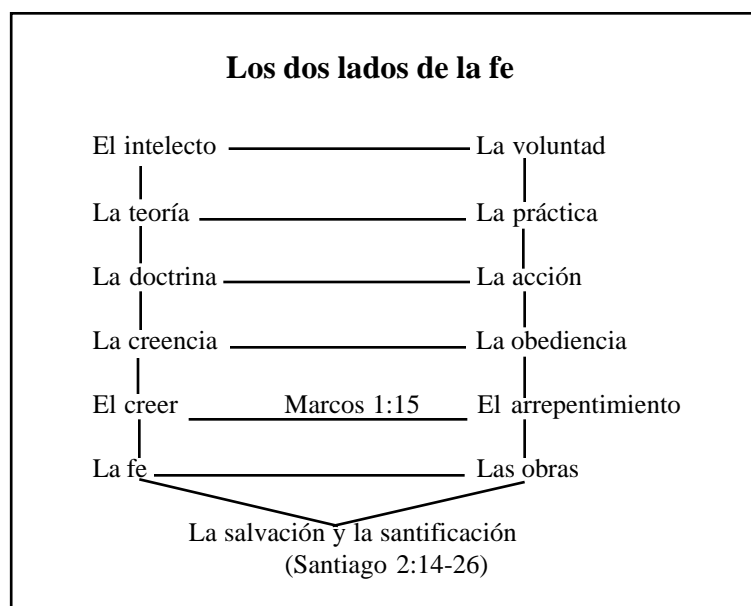 Los dos lados de la fe
El intelecto La voluntad
La teoría La práctica
La doctrina La acción
La creencia La obediencia
El creer Marcos 1:15 El arrepentimiento
La fe Las obras
La salvación y la santificación
(Santiago 2:14-26)